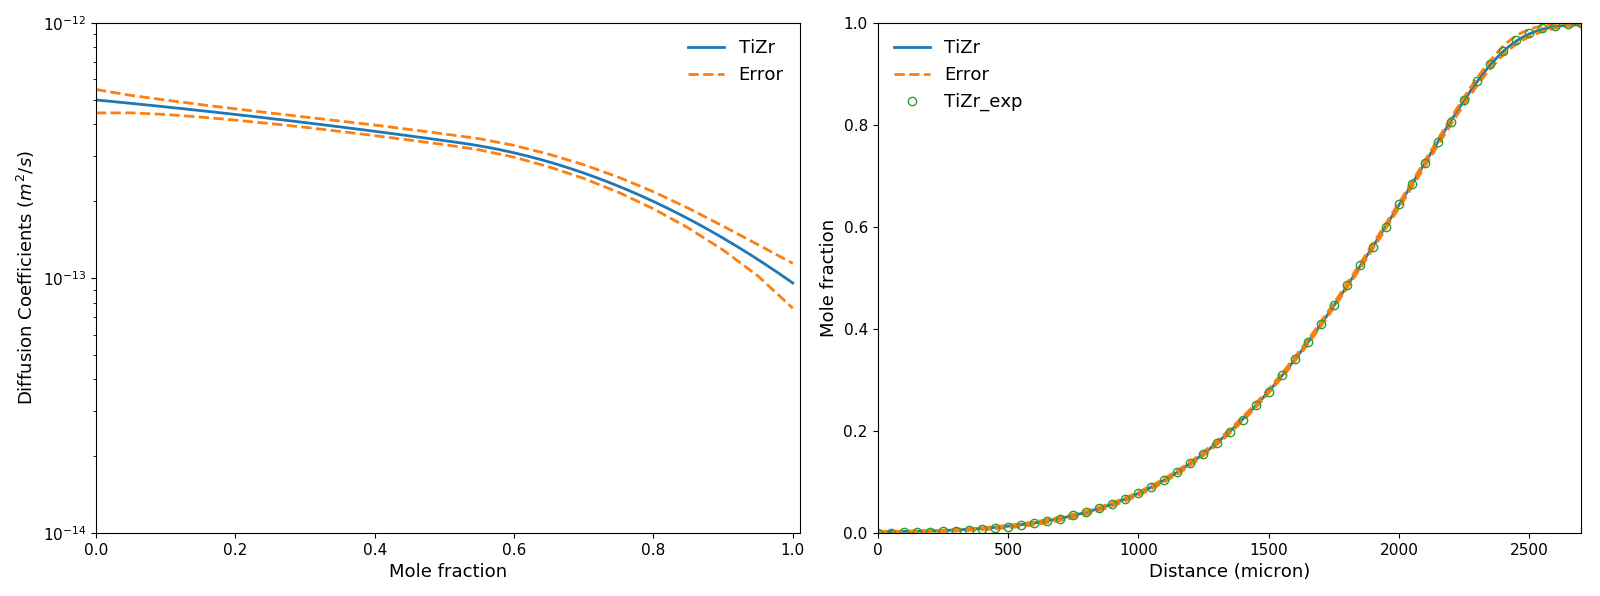 10⁻¹²
10⁻¹³
10⁻¹⁴
Diffusion Coefficients (m²/s)
TiZr
Error
0.0 0.2 0.4 0.6 0.8 1.0
Mole fraction
1.0
0.8
0.6
0.4
0.2
0.0
Mole fraction
TiZr
Error
TiZr_exp
0 500 1000 1500 2000 2500
Distance (micron)